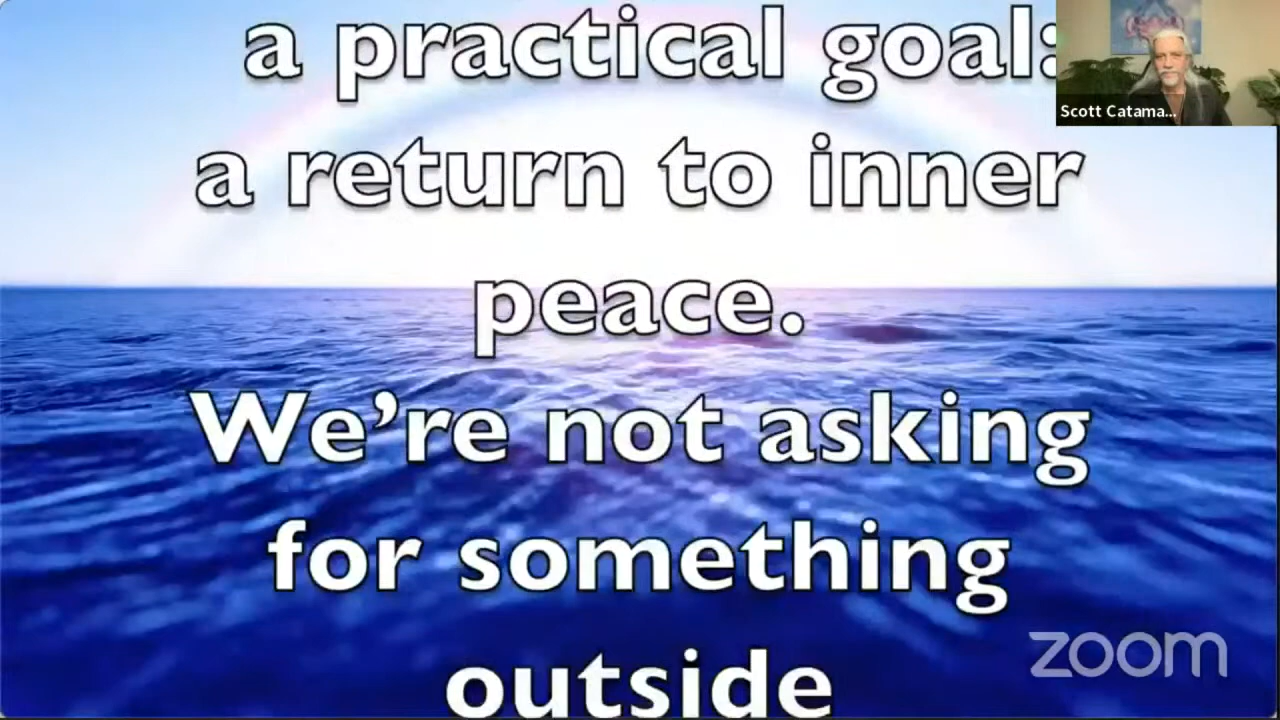 a practical goal:
a return to inner
peace.
We're not asking
for something
outside
Scott Catama...
zoom